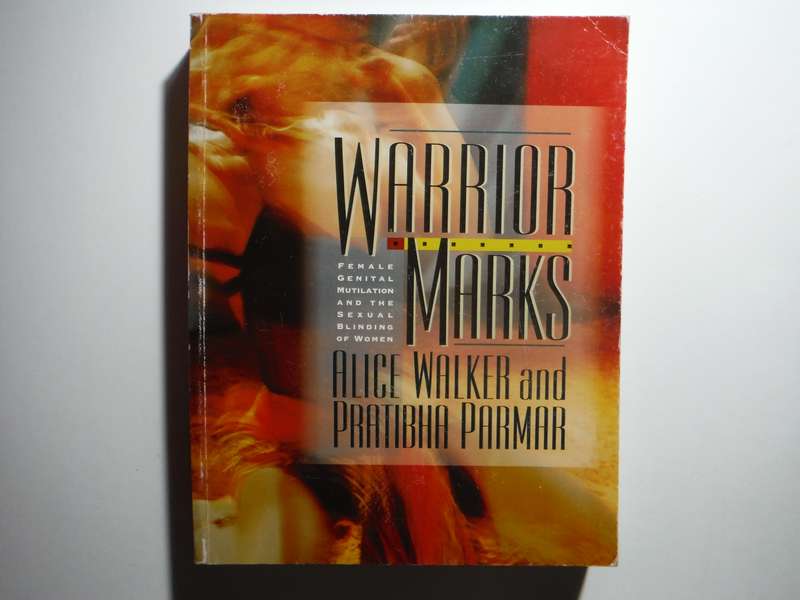 WARRIOR
MARKS
FEMALE
GENITAL
MUTILATION
AND THE
SEXUAL
BLINDING
OF WOMEN
ALICE WALKER and
PRATIBHA PARMAR